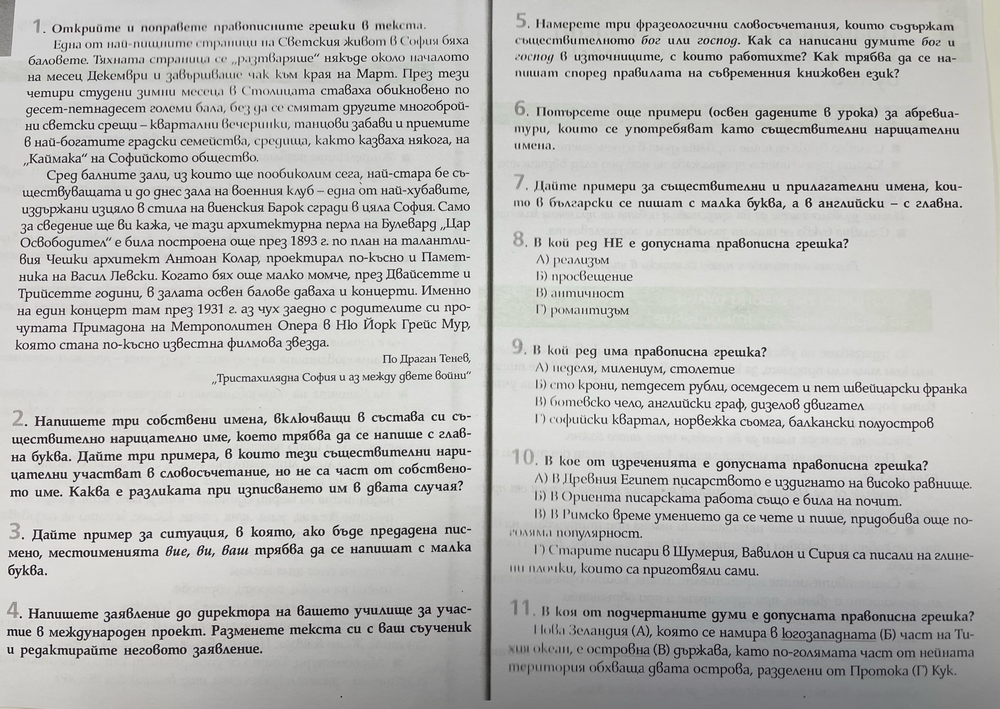 1. Открийте и поправете правописните грешки в текста.
Една от най-пищните страници на Светския живот в София бяха
баловете. Тяхната страница се „разтваряше“ някъде около началото
на месец Декември и завършваше чак към края на Март. През тези
четири студени зимни месеца в Столицата ставаха обикновено по
десет-петнадесет големи бала, без да се смятат другите многоброй-
ни светски срещи – квартални вечеринки, танцови забави и приемите
в най-богатите градски семейства, средища, както казваха някога, на
„Каймака“ на Софийското общество.
Сред балните зали, из които ще пообиколим сега, най-стара бе съ-
ществуващата и до днес зала на военния клуб – една от най-хубавите,
издържани изцяло в стила на виенския Барок сгради в цяла София. Само
за сведение ще ви кажа, че тази архитектурна перла на Булевард „Цар
Освободител“ е била построена още през 1893 г. по план на талантли-
вия Чешки архитект Антоан Колар, проектирал по-късно и Памет-
ника на Васил Левски. Когато бях още малко момче, през Двайсетте и
Трийсетте години, в залата освен балове даваха и концерти. Именно
на един концерт там през 1931 г. аз чух заедно с родителите си про-
чутата Примадона на Метрополитен Опера в Ню Йорк Грейс Мур,
която стана по-късно известна филмова звезда.
По Драган Тенев,
„Тристахилядна София и аз между двете войни“
2. Напишете три собствени имена, включващи в състава си съ-
ществително нарицателно име, което трябва да се напише с глав-
на буква. Дайте три примера, в които тези съществителни нари-
цателни участват в словосъчетание, но не са част от собствено-
то име. Каква е разликата при изписването им в двата случая?
3. Дайте пример за ситуация, в която, ако бъде предадена пис-
мено, местоименията вие, ви, ваш трябва да се напишат с малка
буква.
4. Напишете заявление до директора на вашето училище за учас-
тие в международен проект. Разменете текста си с ваш съученик
и редактирайте неговото заявление.
5. Намерете три фразеологични словосъчетания, които съдържат
съществителното бог или господ. Как са написани думите бог и
господ в източниците, с които работихте? Как трябва да се на-
пишат според правилата на съвременния книжовен език?
6. Потърсете още примери (освен дадените в урока) за абревиа-
тури, които се употребяват като съществителни нарицателни
имена.
7. Дайте примери за съществителни и прилагателни имена, кои-
то в български се пишат с малка буква, а в английски – с главна.
8. В кой ред НЕ е допусната правописна грешка?
А) реализъм
Б) просвещение
В) античност
Г) романтизъм
9. В кой ред има правописна грешка?
А) неделя, милениум, столетие
Б) сто крони, петдесет рубли, осемдесет и пет швейцарски франка
В) ботевско чело, английски граф, дизелов двигател
Г) софийски квартал, норвежка сьомга, балкански полуостров
10. В кое от изреченията е допусната правописна грешка?
А) В Древния Египет писарството е издигнато на високо равнище.
Б) В Ориента писарската работа също е била на почит.
В) В Римско време умението да се чете и пише, придобива още по-
голяма популярност.
Г) Старите писари в Шумерия, Вавилон и Сирия са писали на глине-
ни плочки, които са приготвяли сами.
11. В коя от подчертаните думи е допусната правописна грешка?
Нова Зеландия (А), която се намира в югозападната (Б) част на Ти-
хия океан, е островна (В) държава, като по-голямата част от нейната
територия обхваща двата острова, разделени от Протока (Г) Кук.